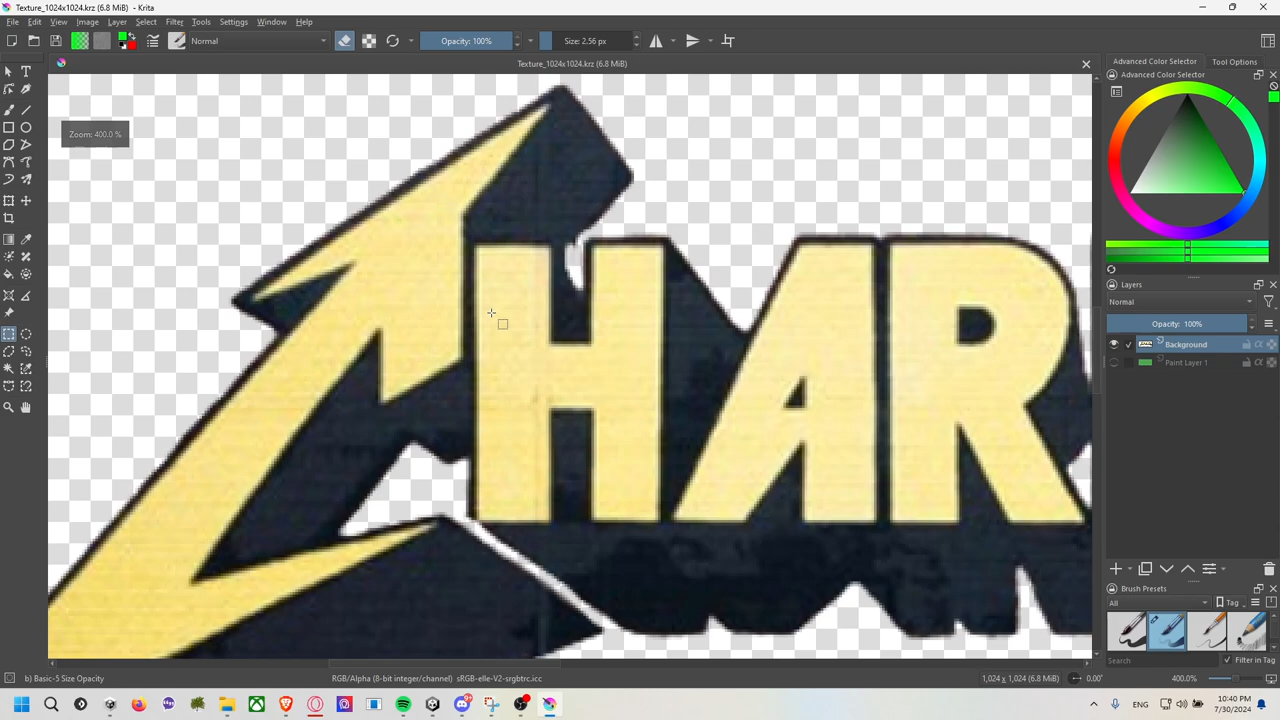 Texture_1024x1024.krz (6.8 MiB) - Krita
File Edit View Image Layer Select Filter Tools Settings Window Help
Normal Opacity: 100% Size: 2.56 px
Texture_1024x1024.krz (6.8 MiB)
Advanced Color Selector Tool Options
Advanced Color Selector
Zoom: 400.0 %
HAR
Layers
Normal
Opacity: 100%
Background
Paint Layer 1
Brush Presets
All Tag
Search Filter in Tag
b) Basic-5 Size Opacity RGB/Alpha (8-bit integer/channel) sRGB-elle-V2-srgbtrc.icc 1,024 x 1,024 (6.8 MiB) 0.00° 400.0%
ENG 10:40 PM
7/30/2024